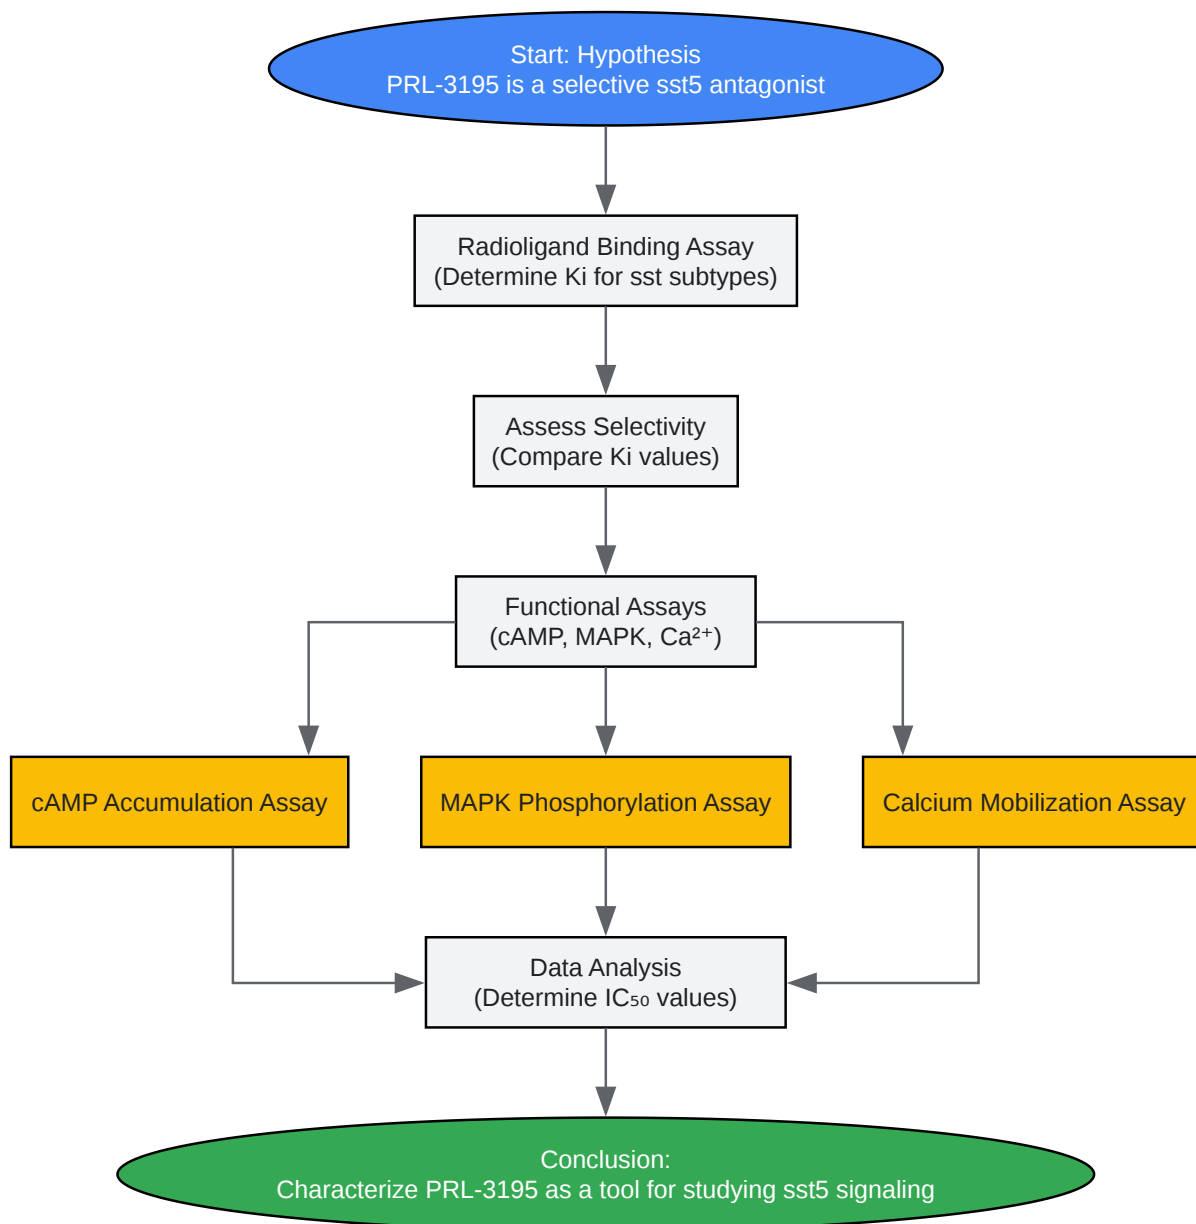 Start: Hypothesis
PRL-3195 is a selective sst5 antagonist
Radioligand Binding Assay
(Determine Ki for sst subtypes)
Assess Selectivity
(Compare Ki values)
Functional Assays
(cAMP, MAPK, Ca²⁺)
cAMP Accumulation Assay
MAPK Phosphorylation Assay
Calcium Mobilization Assay
Data Analysis
(Determine IC₅₀ values)
Conclusion:
Characterize PRL-3195 as a tool for studying sst5 signaling